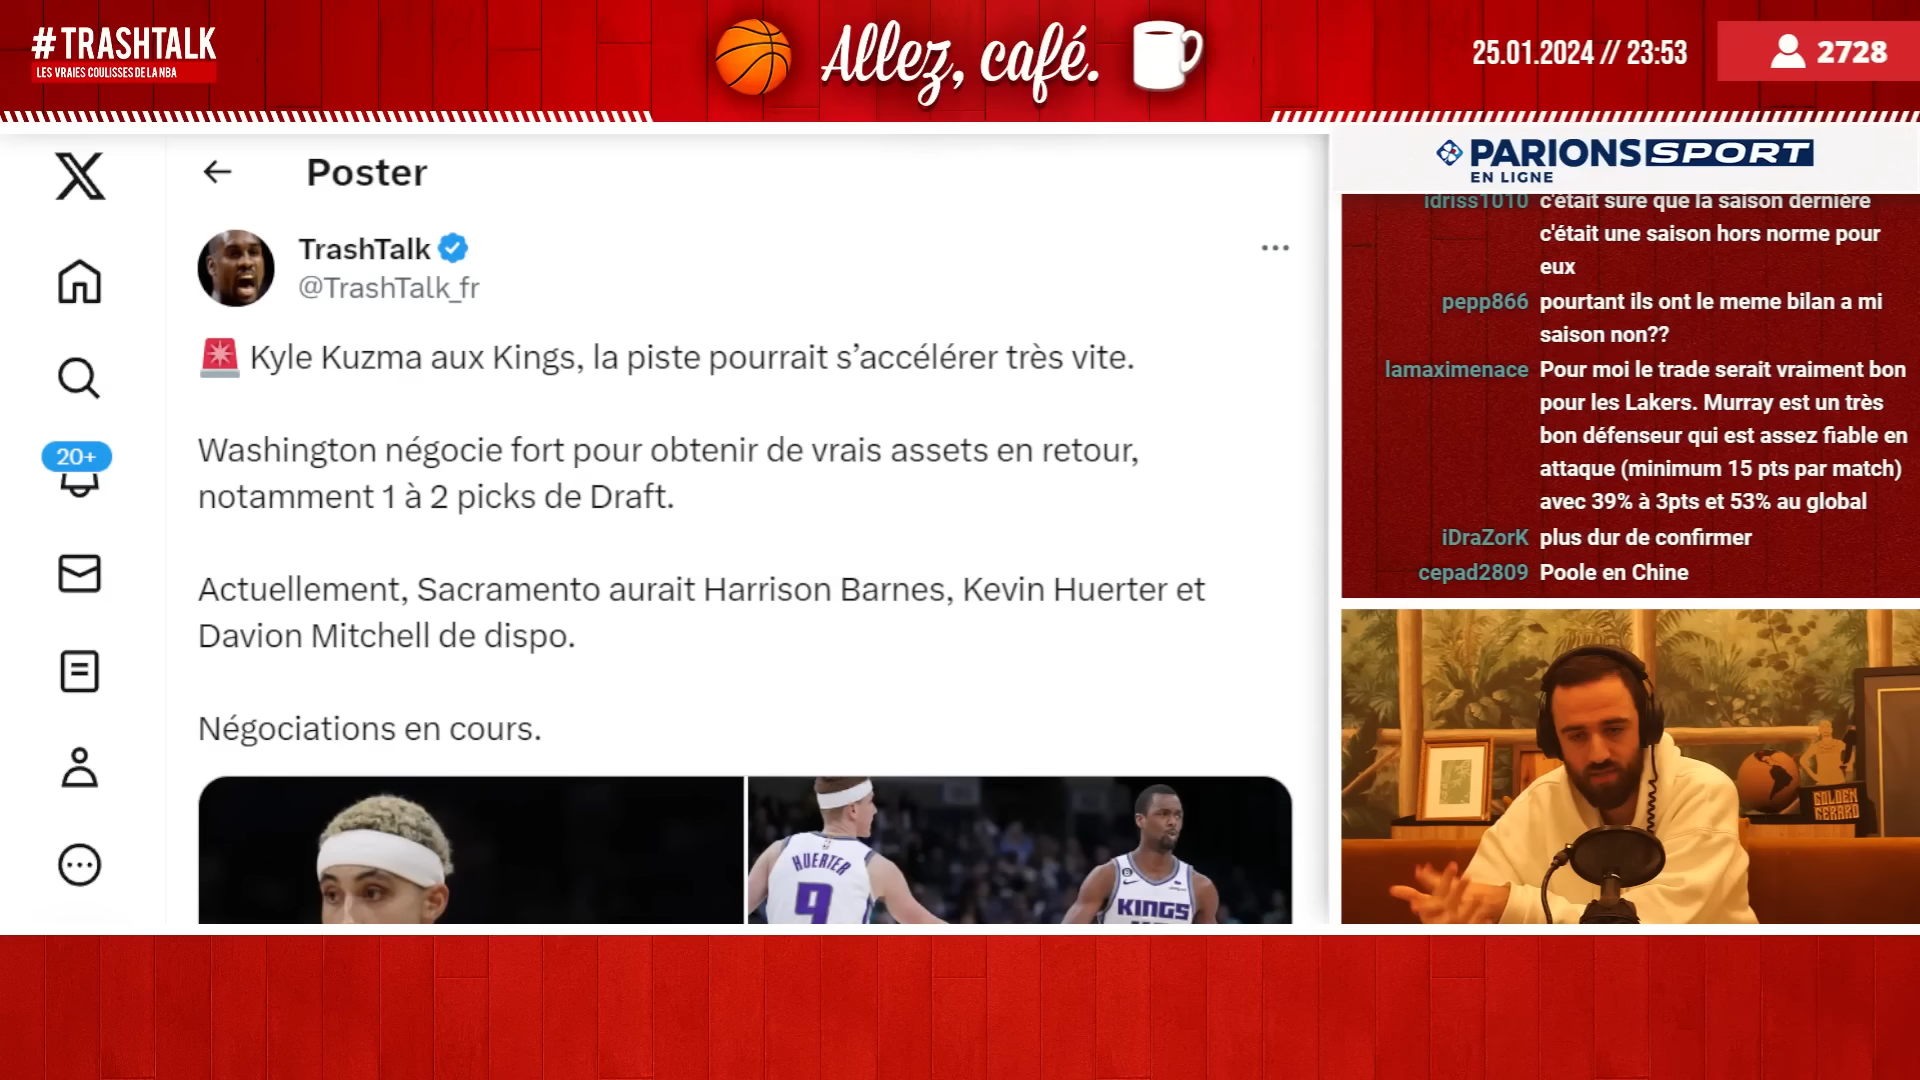 #TRASHTALK
LES VRAIES COULISSES DE LA NBA
Allez, café.
25.01.2024 // 23:53
2728
Poster
TrashTalk
@TrashTalk_fr
🚨 Kyle Kuzma aux Kings, la piste pourrait s’accélérer très vite.
Washington négocie fort pour obtenir de vrais assets en retour,
notamment 1 à 2 picks de Draft.
Actuellement, Sacramento aurait Harrison Barnes, Kevin Huerter et
Davion Mitchell de dispo.
Négociations en cours.
20+
HUERTER
9
KINGS
PARIONS SPORT
EN LIGNE
idriss1010 c'était sure que la saison dernière
c'était une saison hors norme pour
eux
pepp866 pourtant ils ont le meme bilan a mi
saison non??
lamaximenace Pour moi le trade serait vraiment bon
pour les Lakers. Murray est un très
bon défenseur qui est assez fiable en
attaque (minimum 15 pts par match)
avec 39% à 3pts et 53% au global
iDraZorK plus dur de confirmer
cepad2809 Poole en Chine
GOLDEN
GERARD